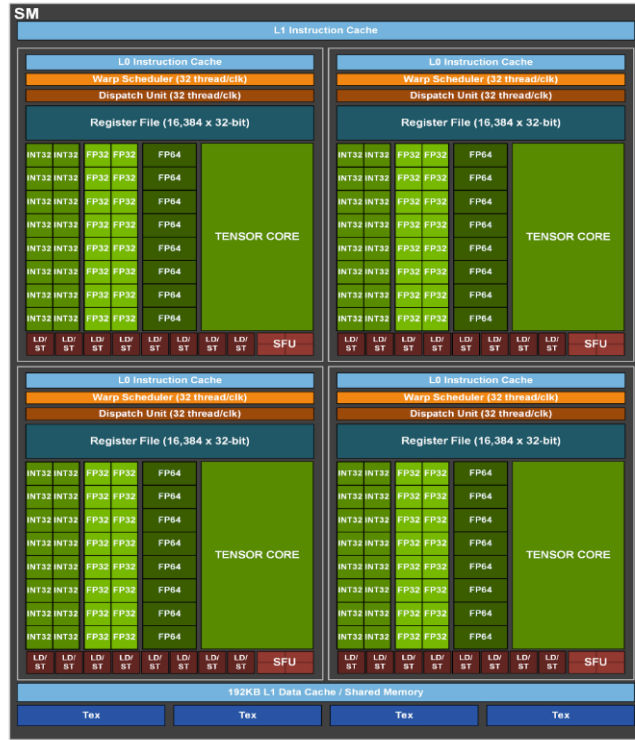 SM
L1 Instruction Cache
L0 Instruction Cache
Warp Scheduler (32 thread/clk)
Dispatch Unit (32 thread/clk)
Register File (16,384 x 32-bit)
INT32 INT32 FP32 FP32 FP64
INT32 INT32 FP32 FP32 FP64
INT32 INT32 FP32 FP32 FP64
INT32 INT32 FP32 FP32 FP64
TENSOR CORE
INT32 INT32 FP32 FP32 FP64
INT32 INT32 FP32 FP32 FP64
INT32 INT32 FP32 FP32 FP64
INT32 INT32 FP32 FP32 FP64
LD/ LD/ LD/ LD/ LD/ LD/ LD/ LD/
ST ST ST ST ST ST ST ST
SFU
L0 Instruction Cache
Warp Scheduler (32 thread/clk)
Dispatch Unit (32 thread/clk)
Register File (16,384 x 32-bit)
INT32 INT32 FP32 FP32 FP64
INT32 INT32 FP32 FP32 FP64
INT32 INT32 FP32 FP32 FP64
INT32 INT32 FP32 FP32 FP64
TENSOR CORE
INT32 INT32 FP32 FP32 FP64
INT32 INT32 FP32 FP32 FP64
INT32 INT32 FP32 FP32 FP64
INT32 INT32 FP32 FP32 FP64
LD/ LD/ LD/ LD/ LD/ LD/ LD/ LD/
ST ST ST ST ST ST ST ST
SFU
L0 Instruction Cache
Warp Scheduler (32 thread/clk)
Dispatch Unit (32 thread/clk)
Register File (16,384 x 32-bit)
INT32 INT32 FP32 FP32 FP64
INT32 INT32 FP32 FP32 FP64
INT32 INT32 FP32 FP32 FP64
INT32 INT32 FP32 FP32 FP64
TENSOR CORE
INT32 INT32 FP32 FP32 FP64
INT32 INT32 FP32 FP32 FP64
INT32 INT32 FP32 FP32 FP64
INT32 INT32 FP32 FP32 FP64
LD/ LD/ LD/ LD/ LD/ LD/ LD/ LD/
ST ST ST ST ST ST ST ST
SFU
L0 Instruction Cache
Warp Scheduler (32 thread/clk)
Dispatch Unit (32 thread/clk)
Register File (16,384 x 32-bit)
INT32 INT32 FP32 FP32 FP64
INT32 INT32 FP32 FP32 FP64
INT32 INT32 FP32 FP32 FP64
INT32 INT32 FP32 FP32 FP64
TENSOR CORE
INT32 INT32 FP32 FP32 FP64
INT32 INT32 FP32 FP32 FP64
INT32 INT32 FP32 FP32 FP64
INT32 INT32 FP32 FP32 FP64
LD/ LD/ LD/ LD/ LD/ LD/ LD/ LD/
ST ST ST ST ST ST ST ST
SFU
192KB L1 Data Cache / Shared Memory
Tex Tex Tex Tex